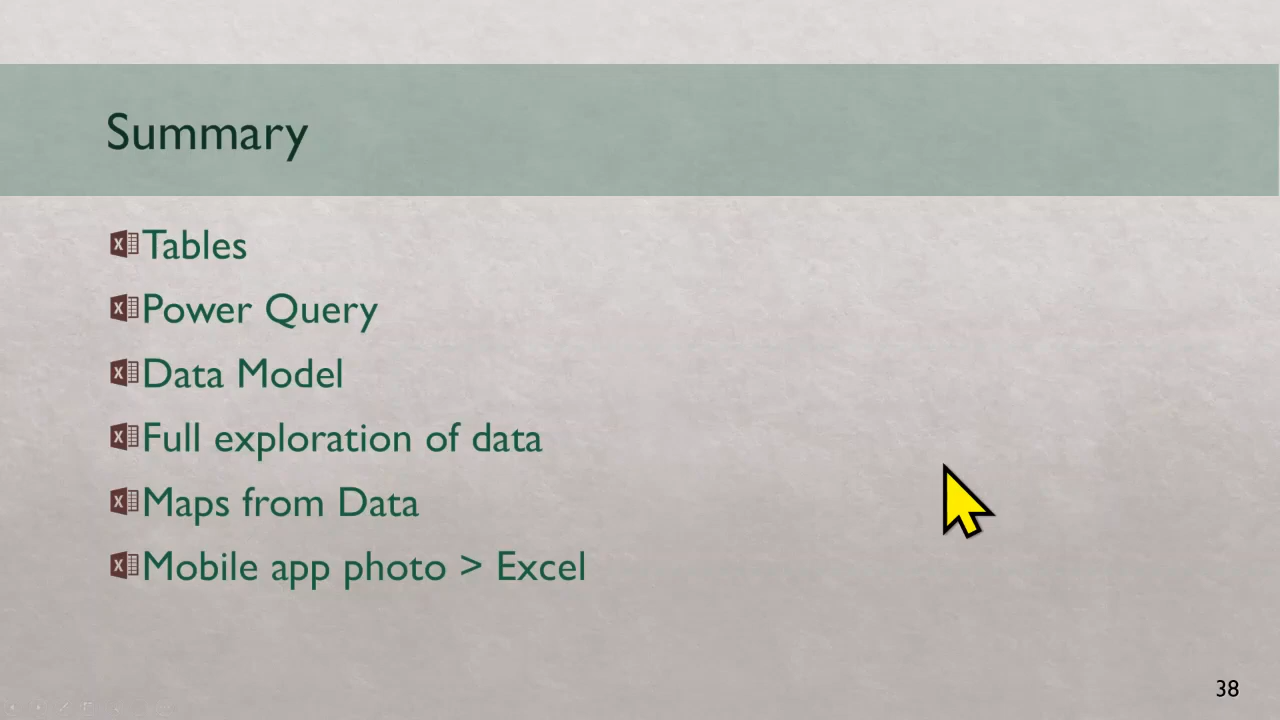 Summary
Tables
Power Query
Data Model
Full exploration of data
Maps from Data
Mobile app photo > Excel
38